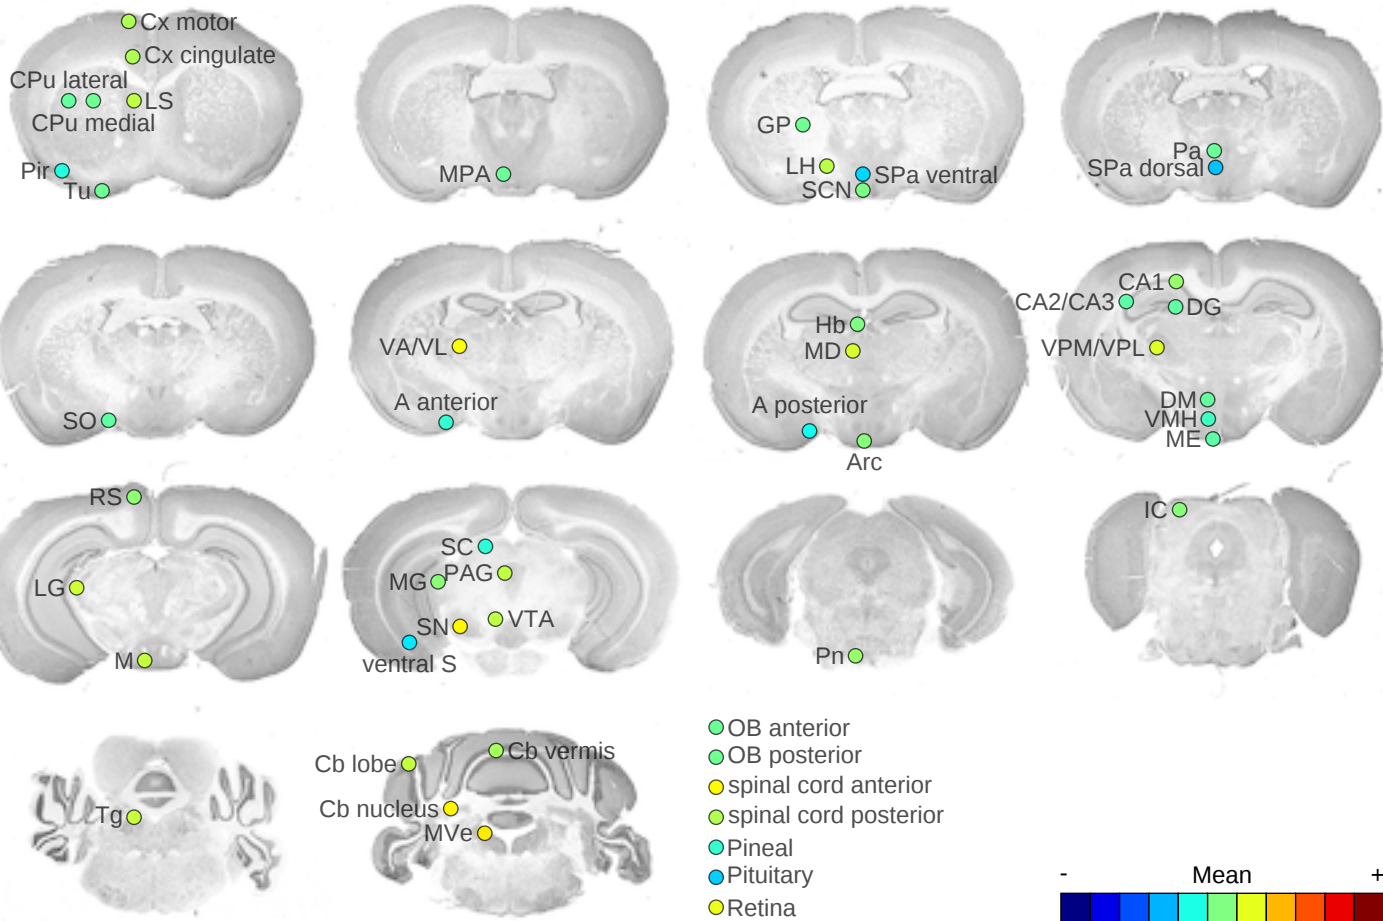 Cx motor
Cx cingulate
CPu lateral
LS
CPu medial
Pir
Tu
MPA
GP
LH
SPa ventral
SCN
Pa
SPa dorsal
SO
VA/VL
A anterior
Hb
MD
A posterior
Arc
CA1
CA2/CA3
DG
VPM/VPL
DM
VMH
ME
RS
LG
M
SC
PAG
MG
VTA
SN
ventral S
Pn
IC
Tg
Cb vermis
Cb lobe
Cb nucleus
MVe
OB anterior
OB posterior
spinal cord anterior
spinal cord posterior
Pineal
Pituitary
Retina
- Mean +